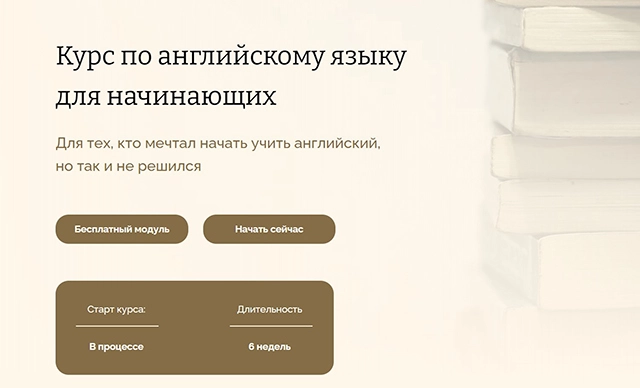 Курс по английскому языку
для начинающих
Для тех, кто мечтал начать учить английский,
но так и не решился
Бесплатный модуль
Начать сейчас
Старт курса:
Длительность
В процессе
6 недель